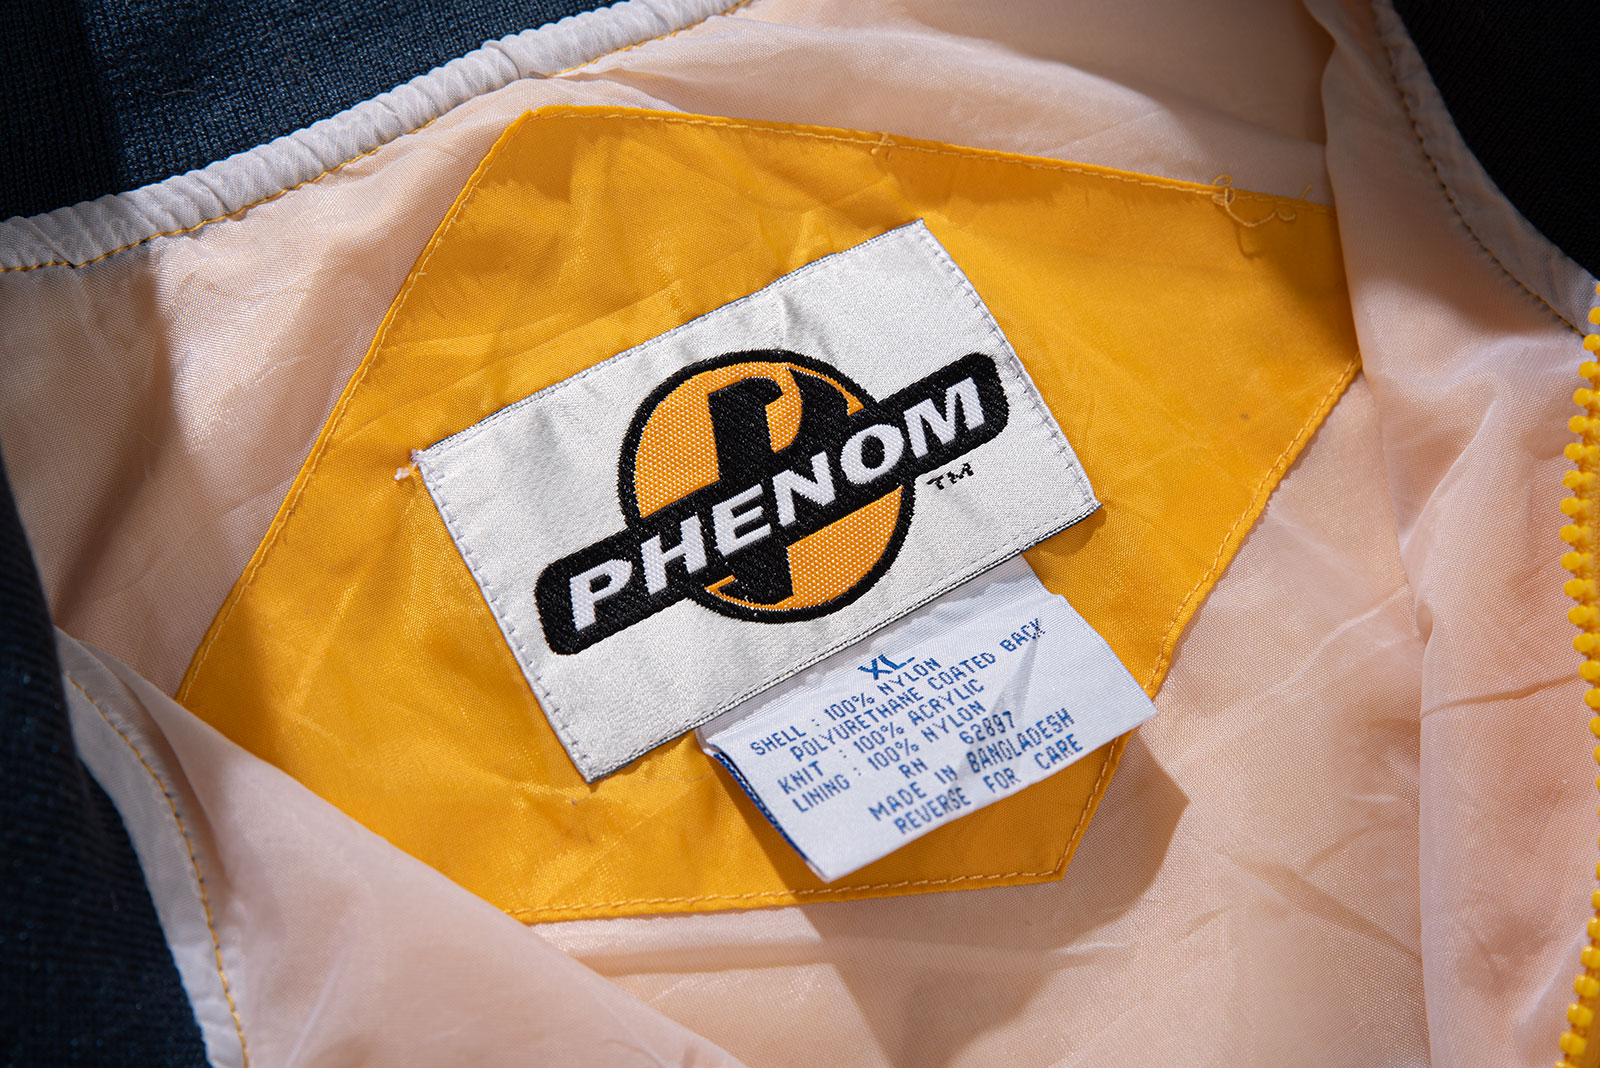 P
PHENOM
TM
XL
SHELL : 100% NYLON
POLYURETHANE COATED BACK
KNIT : 100% ACRYLIC
LINING : 100% NYLON
RN 62897
MADE IN BANGLADESH
REVERSE FOR CARE